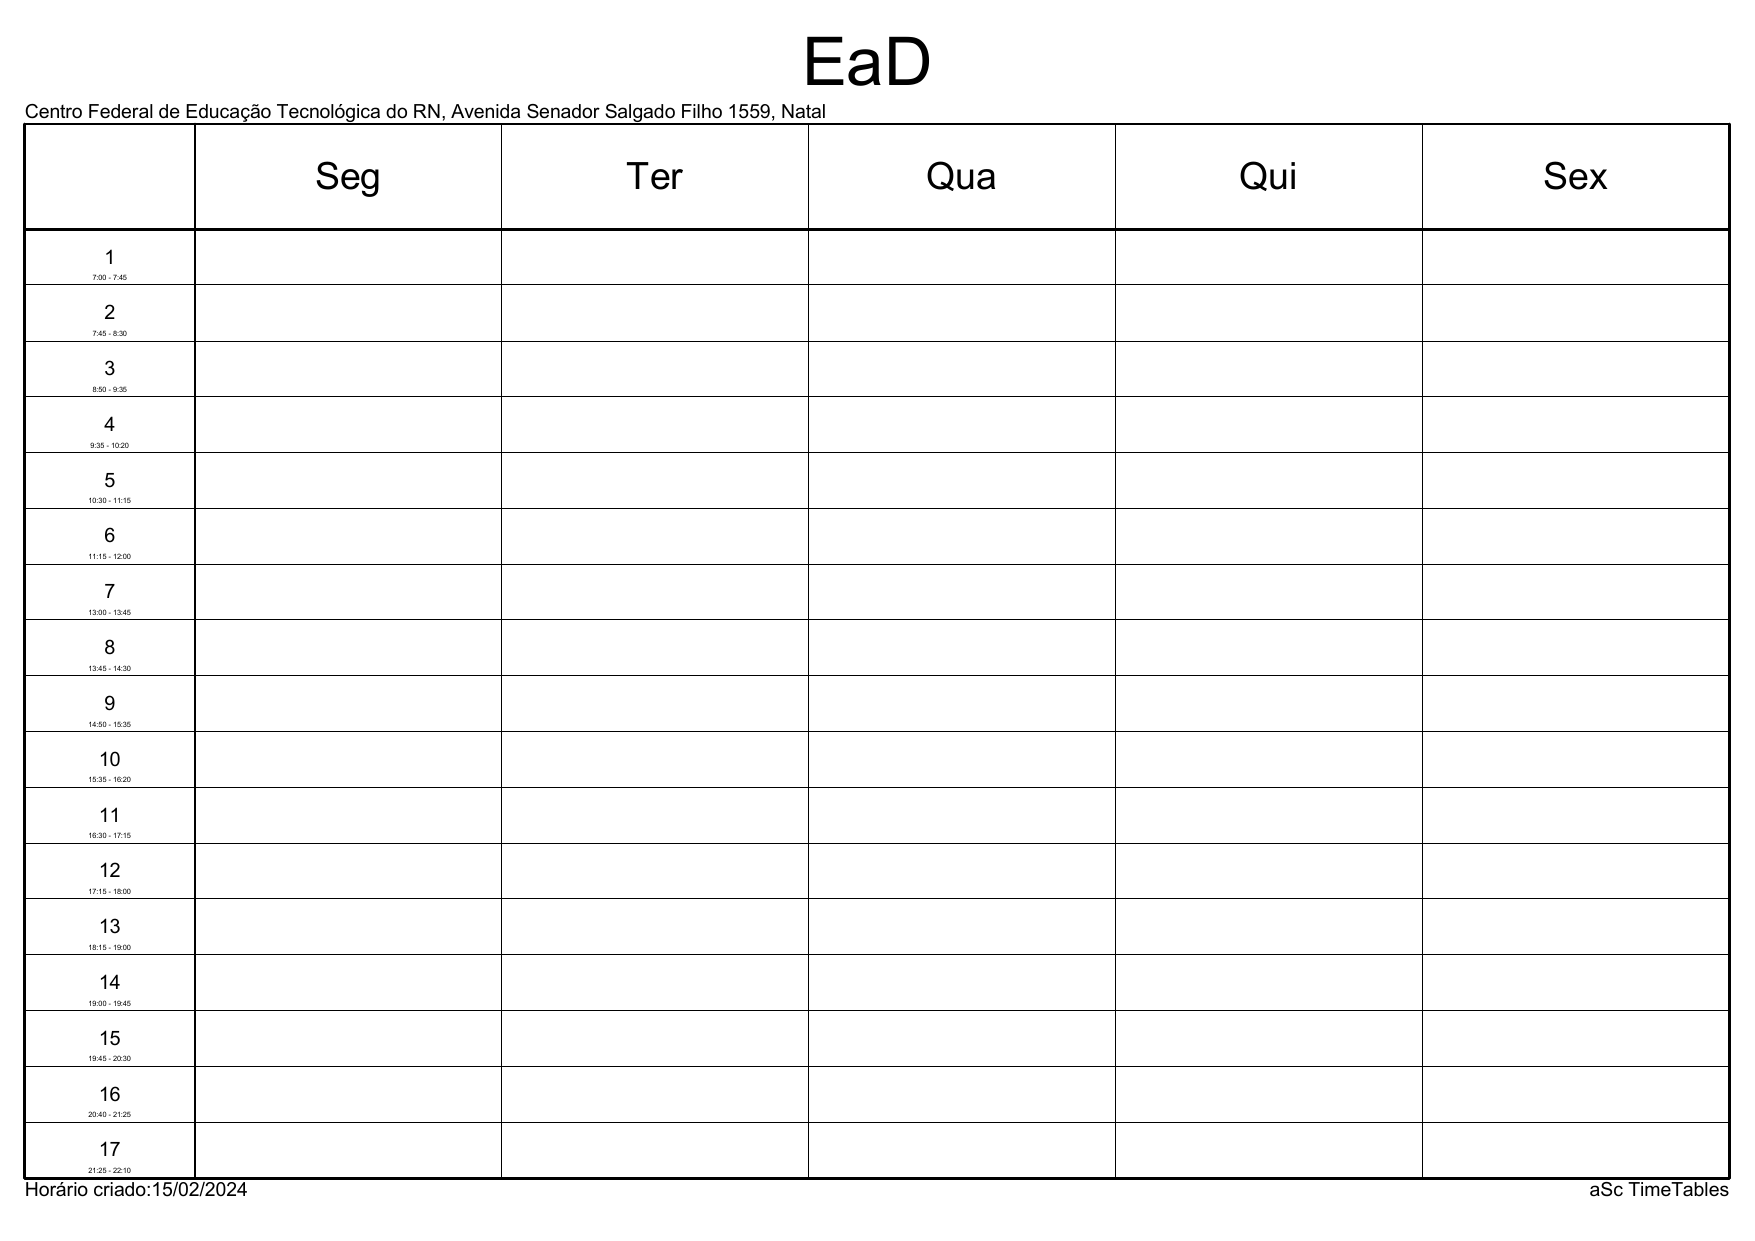 EaD
Centro Federal de Educação Tecnológica do RN, Avenida Senador Salgado Filho 1559, Natal
Seg Ter Qua Qui Sex
1
7:00 - 7:45
2
7:45 - 8:30
3
8:50 - 9:35
4
9:35 - 10:20
5
10:30 - 11:15
6
11:15 - 12:00
7
13:00 - 13:45
8
13:45 - 14:30
9
14:50 - 15:35
10
15:35 - 16:20
11
16:30 - 17:15
12
17:15 - 18:00
13
18:15 - 19:00
14
19:00 - 19:45
15
19:45 - 20:30
16
20:40 - 21:25
17
21:25 - 22:10
Horário criado:15/02/2024 aSc TimeTables